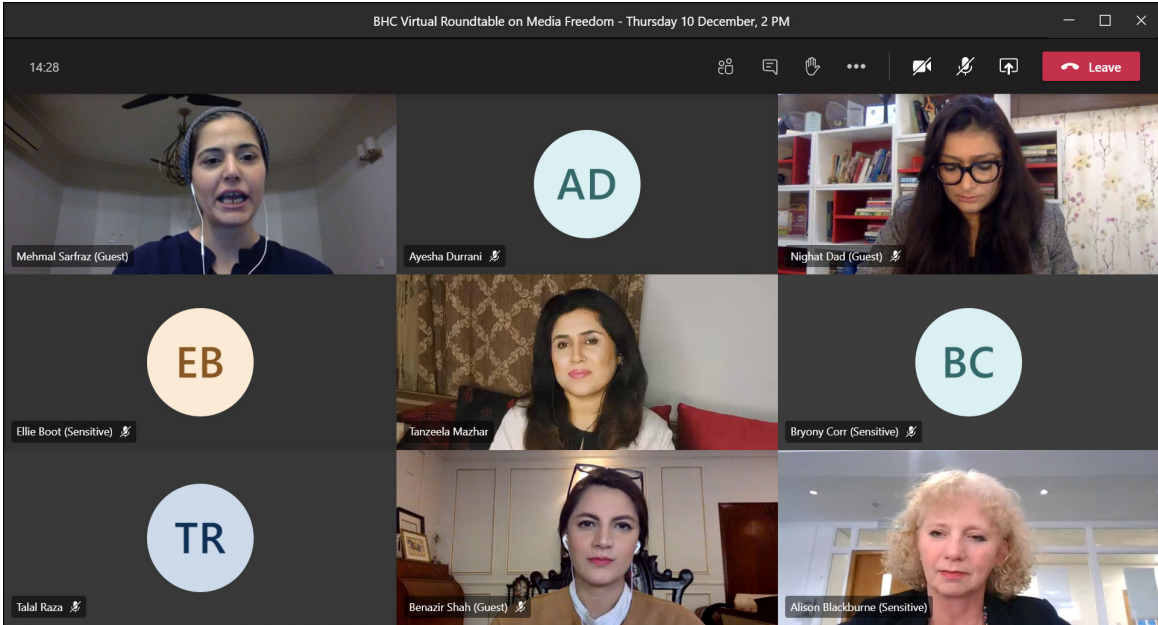 BHC Virtual Roundtable on Media Freedom - Thursday 10 December, 2 PM
14:28
Leave
Mehmal Sarfraz (Guest)
AD
Ayesha Durrani
Nighat Dad (Guest)
EB
Ellie Boot (Sensitive)
Tanzeela Mazhar
BC
Bryony Corr (Sensitive)
TR
Talal Raza
Benazir Shah (Guest)
Alison Blackburne (Sensitive)